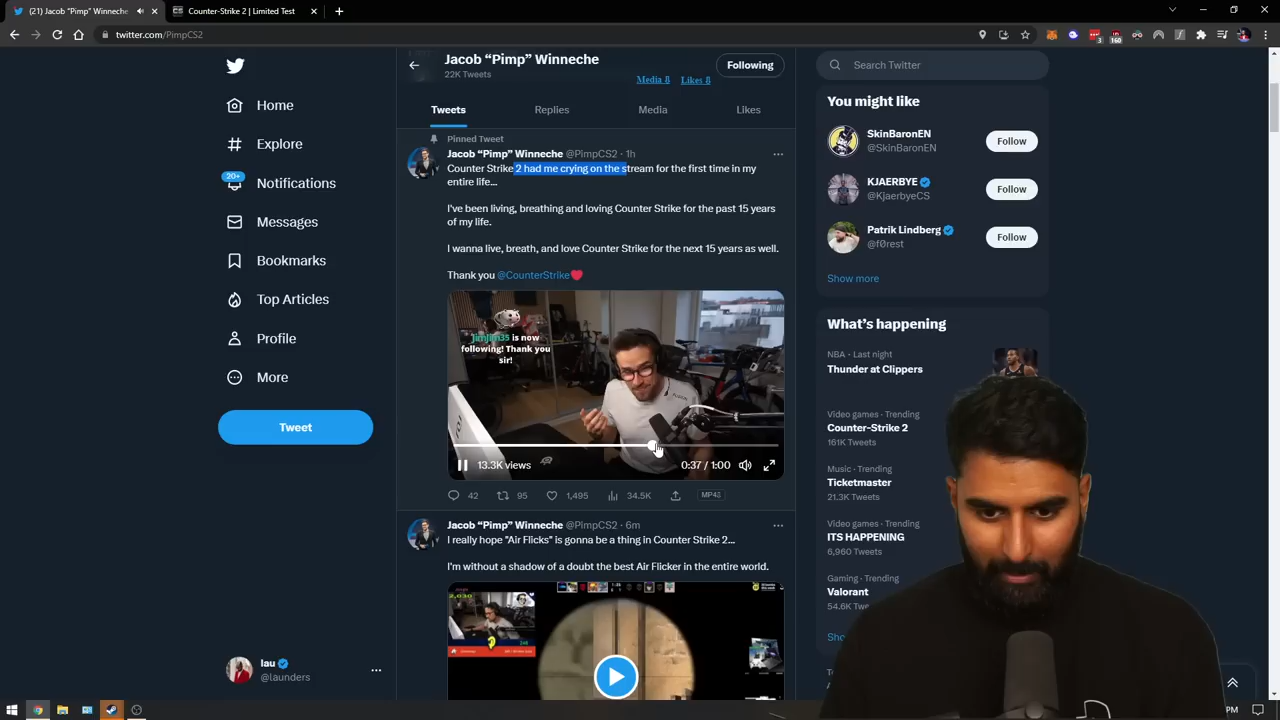 (21) Jacob "Pimp" Winneche
Counter-Strike 2 | Limited Test
twitter.com/PimpCS2
3
160
Home
Explore
20+
Notifications
Messages
Bookmarks
Top Articles
Profile
More
Tweet
lau
@launders
Jacob “Pimp” Winneche
22K Tweets
Media
Likes
Following
Tweets
Replies
Media
Likes
Pinned Tweet
Jacob “Pimp” Winneche @PimpCS2 · 1h
Counter Strike 2 had me crying on the stream for the first time in my
entire life...
I've been living, breathing and loving Counter Strike for the past 15 years
of my life.
I wanna live, breath, and love Counter Strike for the next 15 years as well.
Thank you @CounterStrike❤️
JimJim35 is now
following! Thank you
sir!
13.3K views
0:37 / 1:00
42
95
1,495
34.5K
MP4
Jacob “Pimp” Winneche @PimpCS2 · 6m
I really hope "Air Flicks" is gonna be a thing in Counter Strike 2...
I'm without a shadow of a doubt the best Air Flicker in the entire world.
Search Twitter
You might like
SkinBaronEN
@SkinBaronEN
Follow
KJAERBYE
@KjaerbyeCS
Follow
Patrik Lindberg
@f0rest
Follow
Show more
What’s happening
NBA · Last night
Thunder at Clippers
Video games · Trending
Counter-Strike 2
161K Tweets
Music · Trending
Ticketmaster
21.3K Tweets
Video games · Trending
ITS HAPPENING
6,960 Tweets
Gaming · Trending
Valorant
54.6K Twe
Sho
PM